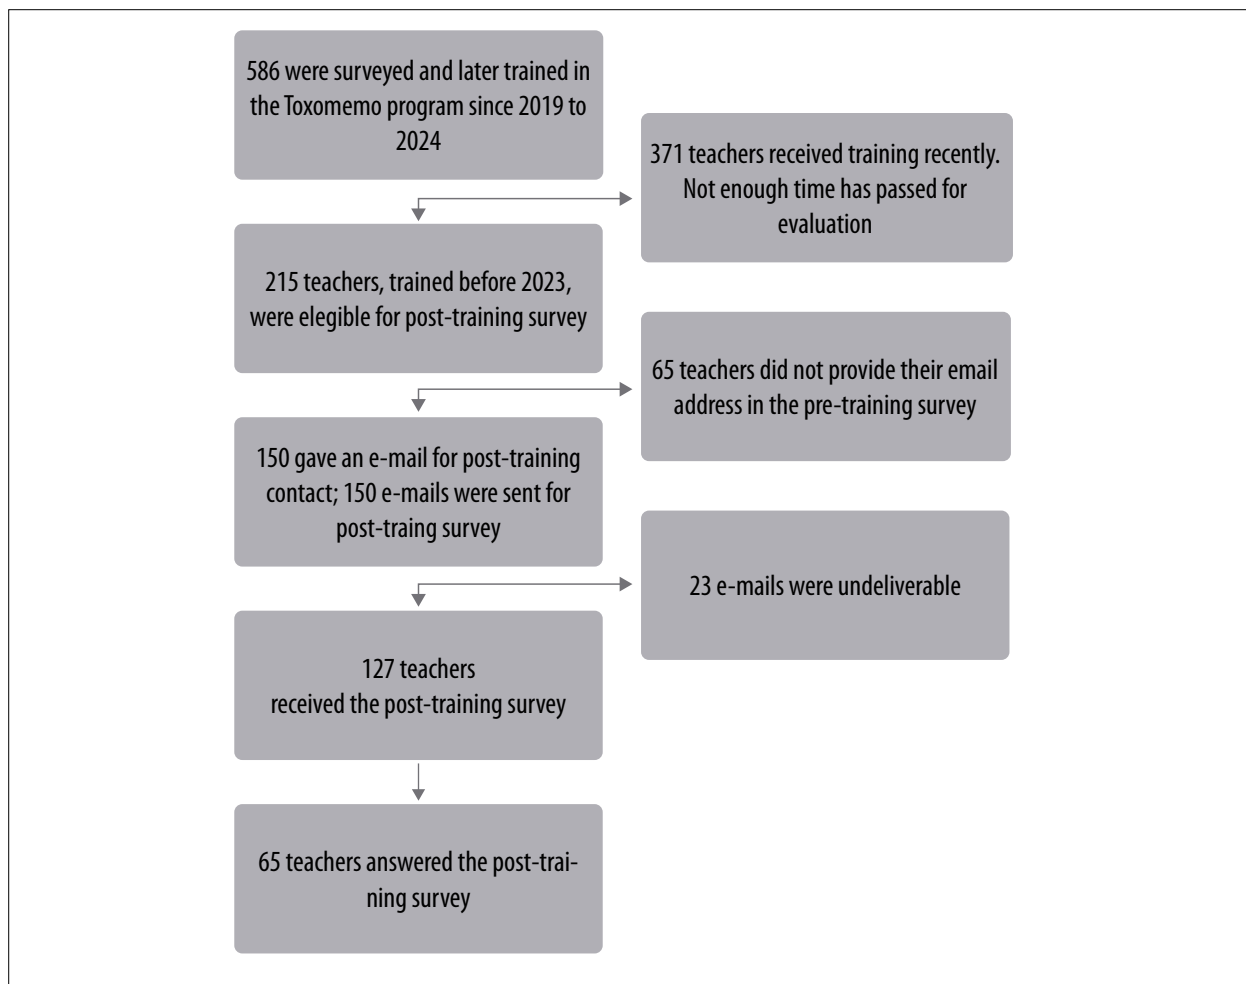 586 were surveyed and later trained in
the Toxomemo program since 2019 to
2024
371 teachers received training recently.
Not enough time has passed for
evaluation
215 teachers, trained before 2023,
were elegible for post-training survey
65 teachers did not provide their email
address in the pre-training survey
150 gave an e-mail for post-training
contact; 150 e-mails were sent for
post-traing survey
23 e-mails were undeliverable
127 teachers
received the post-training survey
65 teachers answered the post-trai-
ning survey